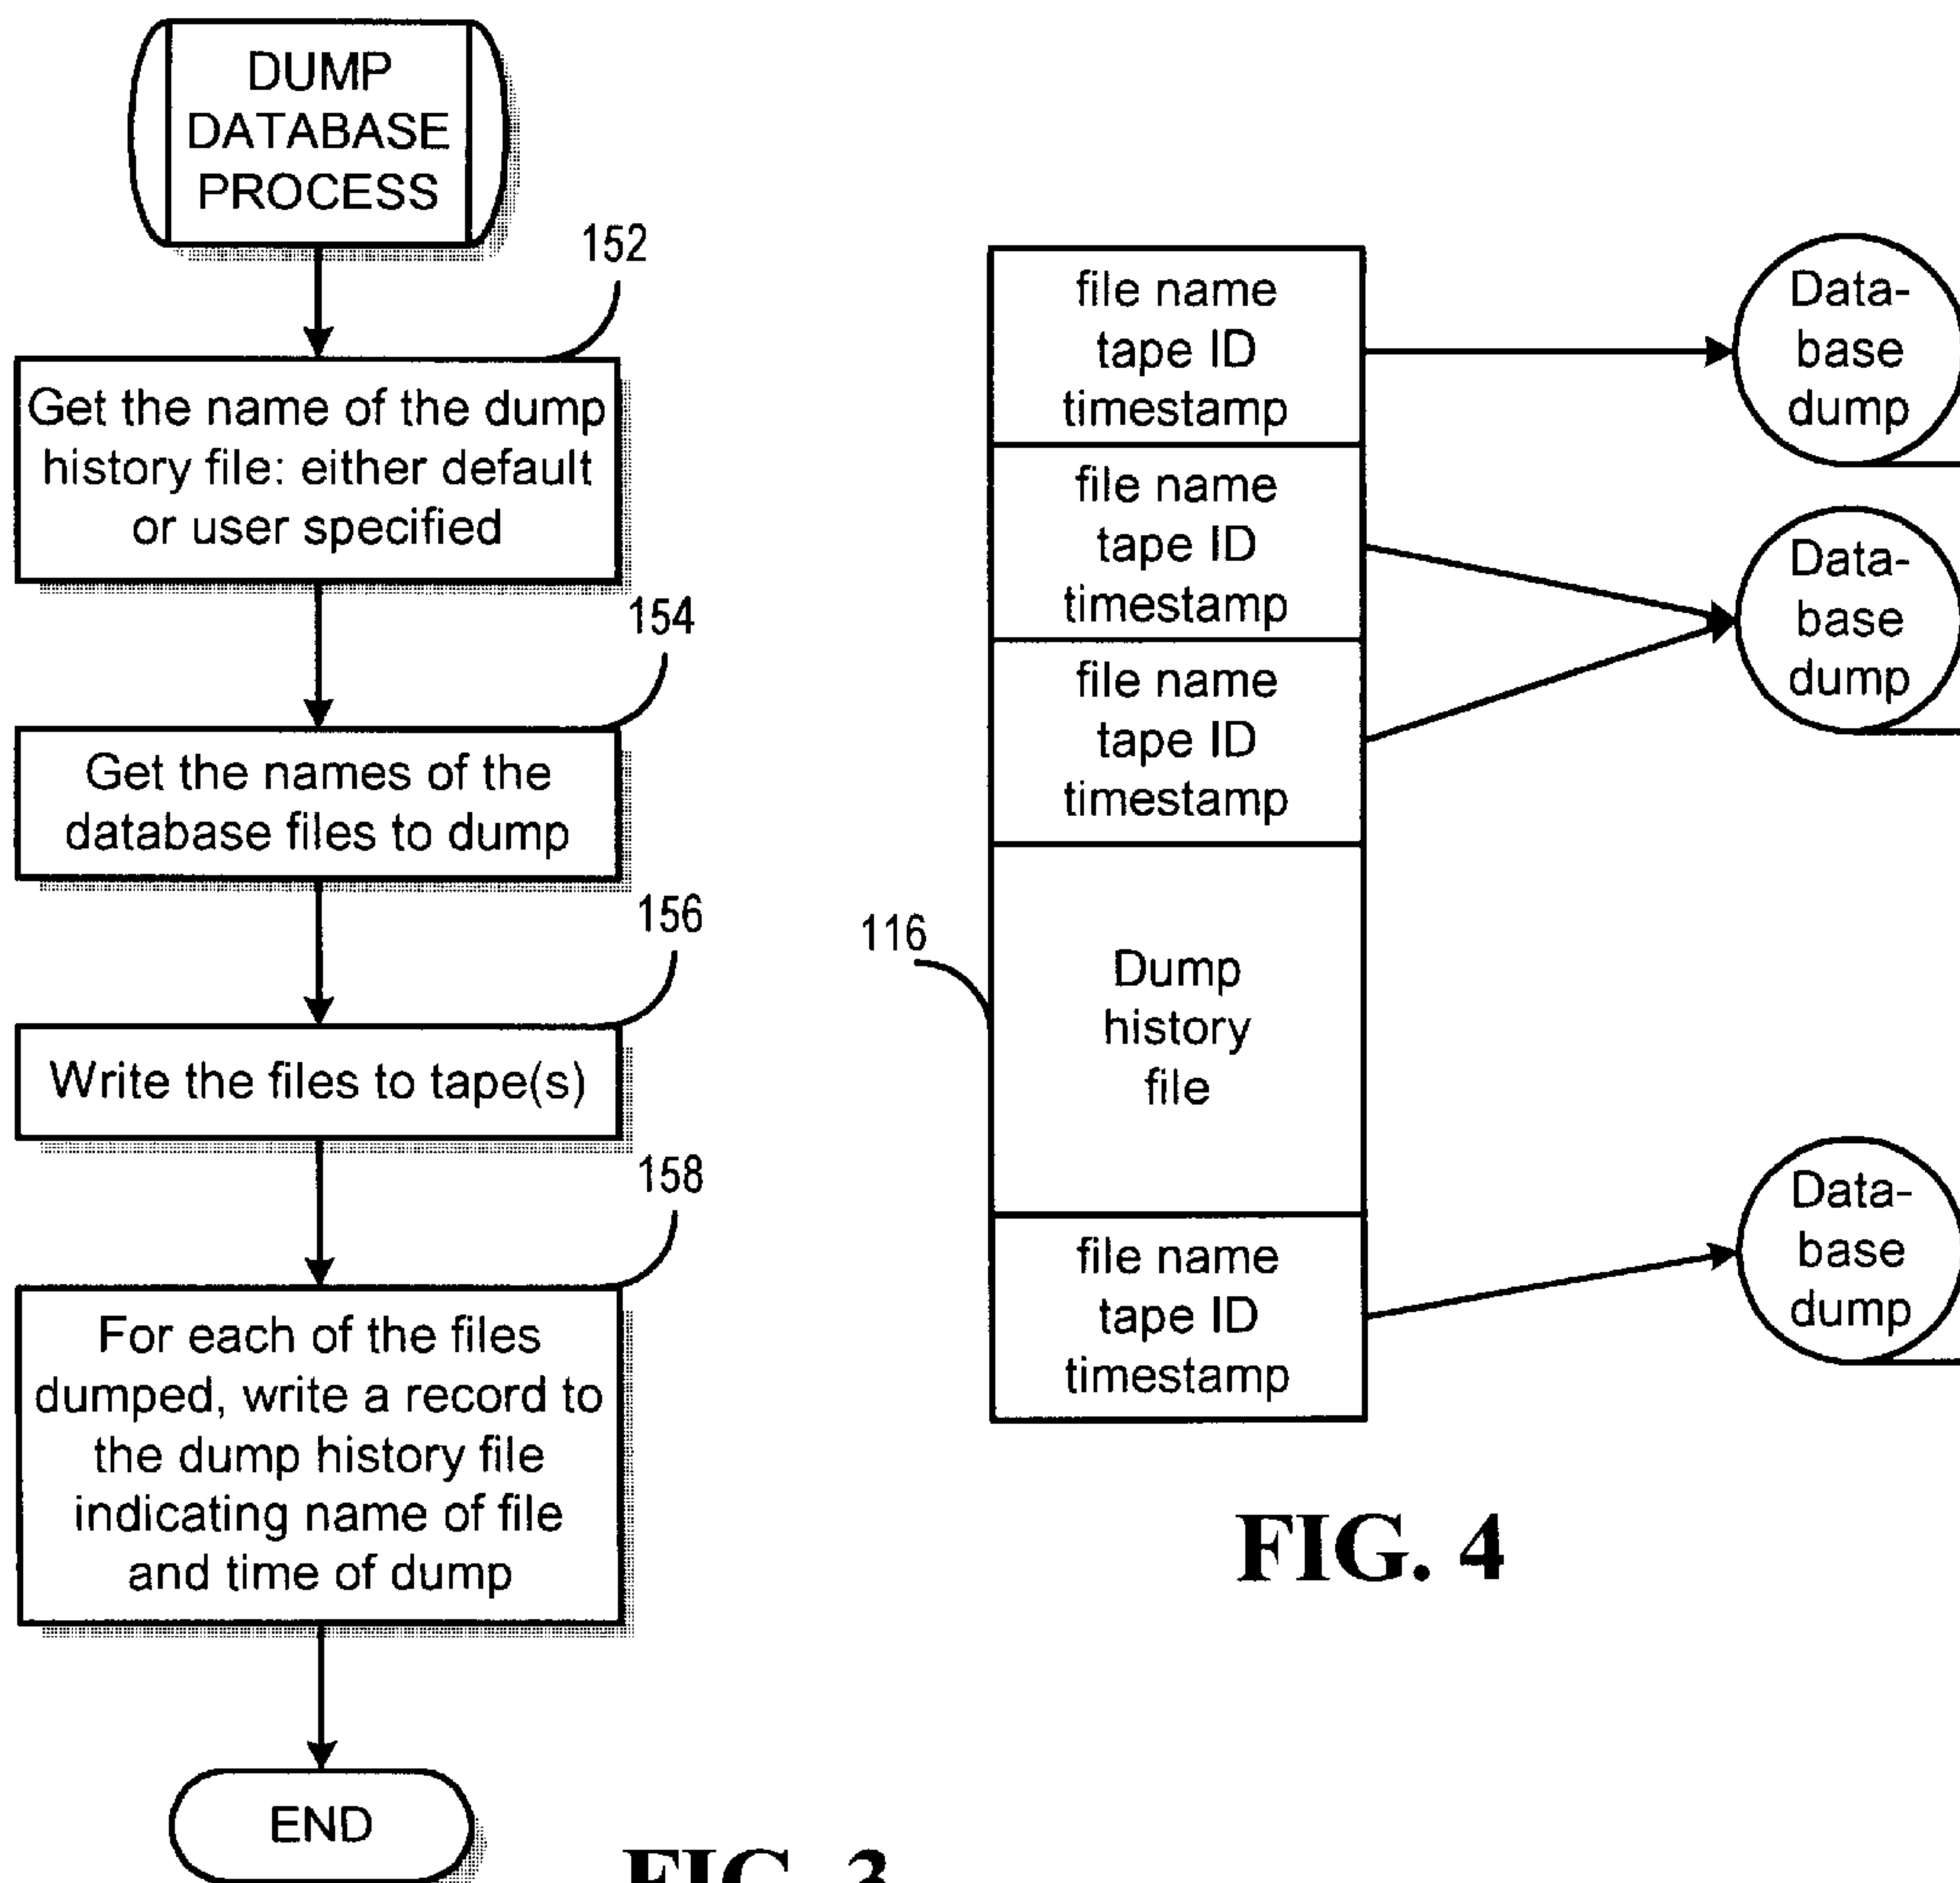 DUMP
DATABASE
PROCESS
152
Get the name of the dump
history file: either default
or user specified
154
Get the names of the
database files to dump
156
Write the files to tape(s)
158
For each of the files
dumped, write a record to
the dump history file
indicating name of file
and time of dump
END
FIG. 3
file name
tape ID
timestamp
file name
tape ID
timestamp
file name
tape ID
timestamp
116
Dump
history
file
file name
tape ID
timestamp
Data-
base
dump
Data-
base
dump
Data-
base
dump
FIG. 4